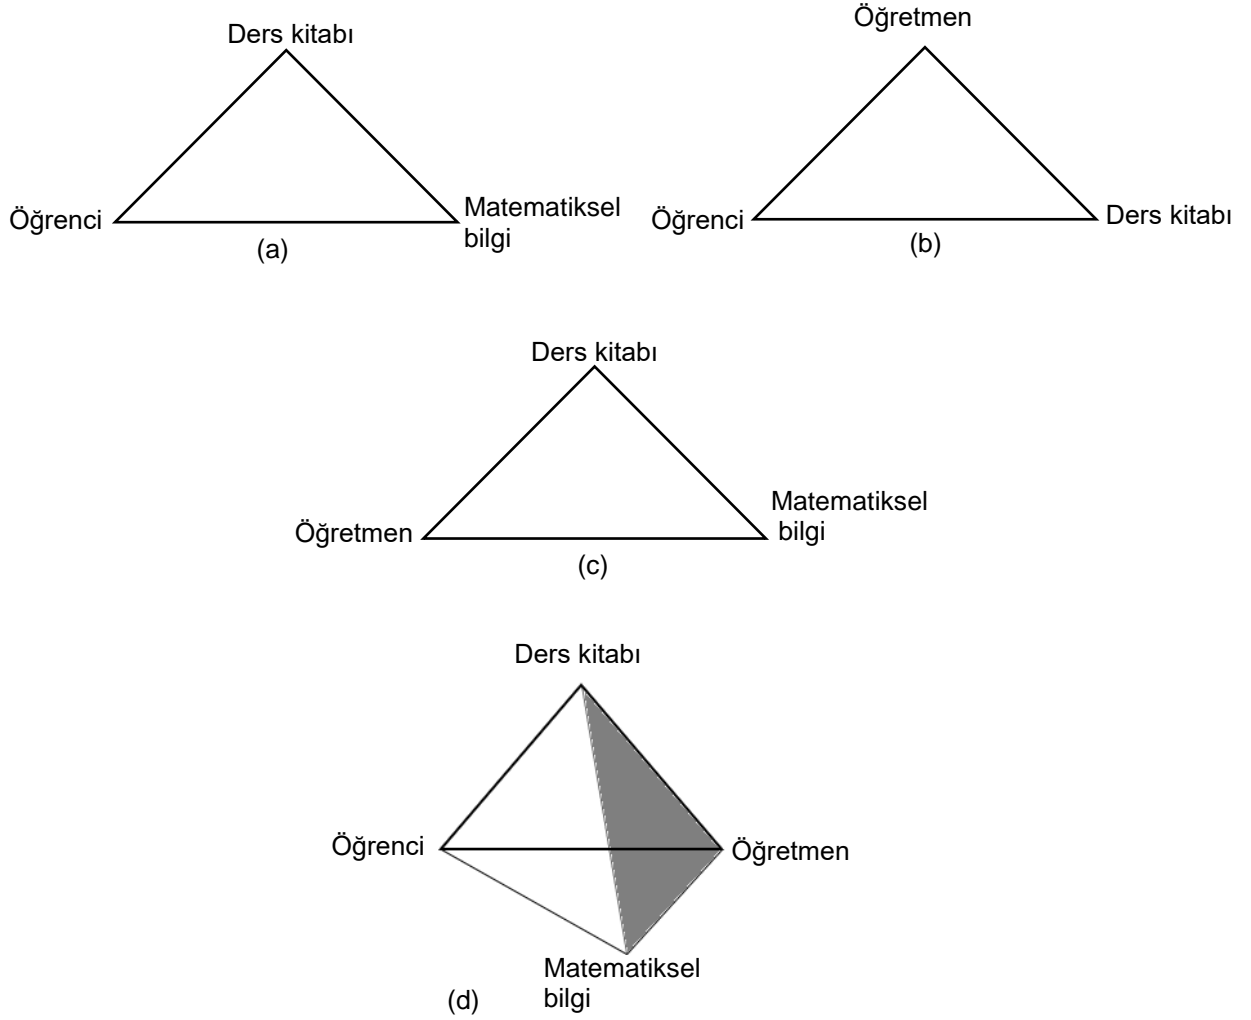 Ders kitabı
Öğrenci
Matematiksel
bilgi
(a)
Öğretmen
Öğrenci
Ders kitabı
(b)
Ders kitabı
Öğretmen
Matematiksel
bilgi
(c)
Ders kitabı
Öğrenci
Öğretmen
Matematiksel
bilgi
(d)